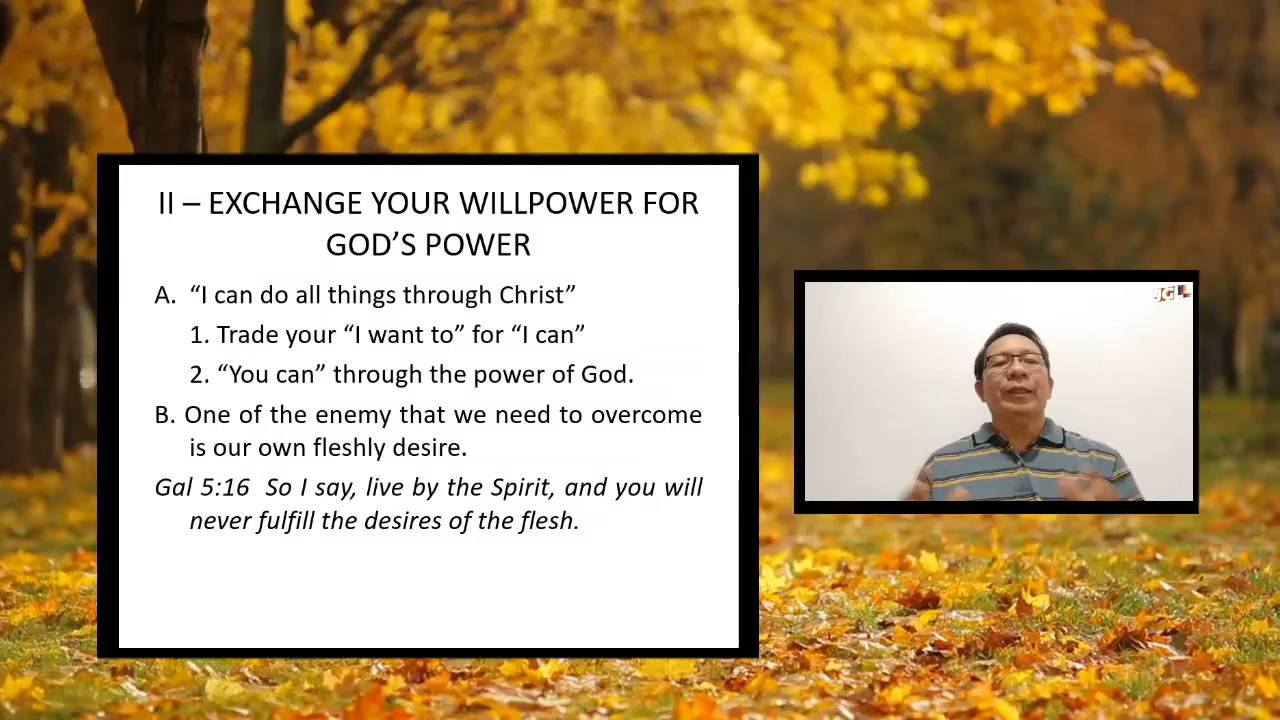 II – EXCHANGE YOUR WILLPOWER FOR
GOD’S POWER
A. “I can do all things through Christ”
1. Trade your “I want to” for “I can”
2. “You can” through the power of God.
B. One of the enemy that we need to overcome
is our own fleshly desire.
Gal 5:16 So I say, live by the Spirit, and you will
never fulfill the desires of the flesh.